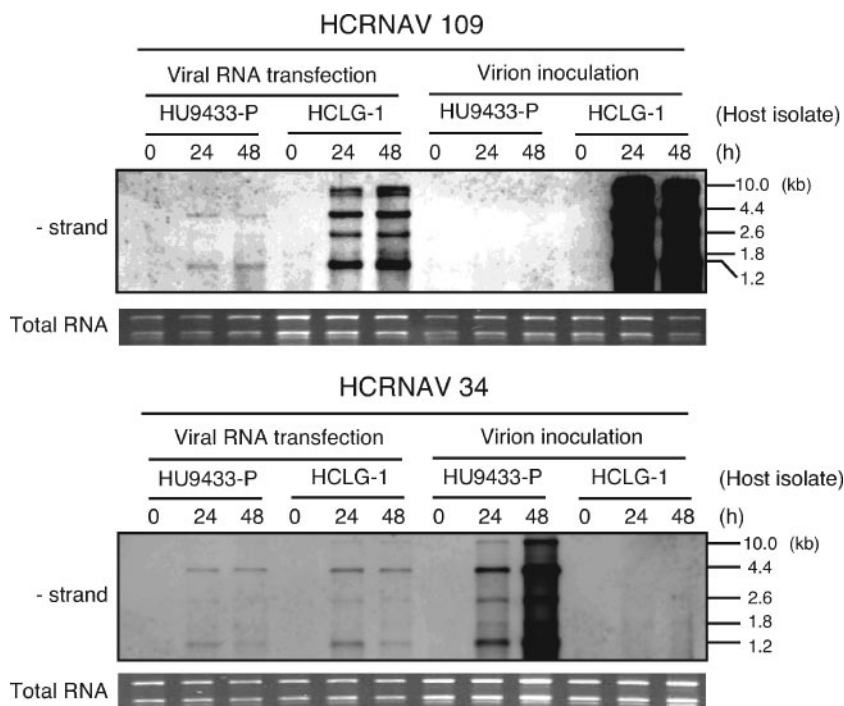 HCRNAV 109
Viral RNA transfection Virion inoculation
HU9433-P HCLG-1 HU9433-P HCLG-1 (Host isolate)
0 24 48 0 24 48 0 24 48 0 24 48 (h)
10.0 (kb)
4.4
- strand
2.6
1.8
1.2
Total RNA
HCRNAV 34
Viral RNA transfection Virion inoculation
HU9433-P HCLG-1 HU9433-P HCLG-1 (Host isolate)
0 24 48 0 24 48 0 24 48 0 24 48 (h)
10.0 (kb)
4.4
- strand
2.6
1.8
1.2
Total RNA